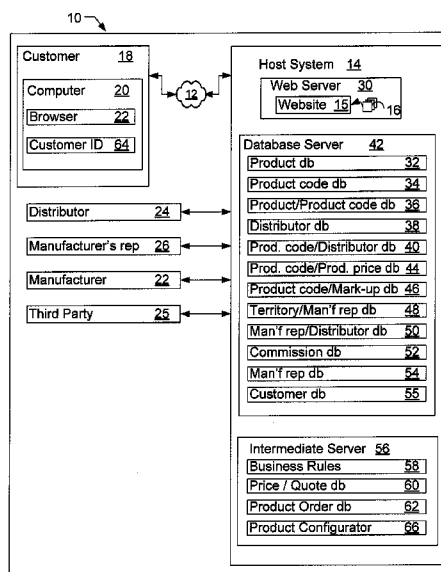 10
Customer 18
Computer 20
Browser 22
Customer ID 64
12
Host System 14
Web Server 30
Website 15
16
Database Server 42
Product db 32
Product code db 34
Product/Product code db 36
Distributor db 38
Prod. code/Distributor db 40
Prod. code/Prod. price db 44
Product code/Mark-up db 46
Territory/Man'f rep db 48
Man'f rep/Distributor db 50
Commission db 52
Man'f rep db 54
Customer db 55
Distributor 24
Manufacturer's rep 26
Manufacturer 22
Third Party 25
Intermediate Server 56
Business Rules 58
Price / Quote db 60
Product Order db 62
Product Configurator 66